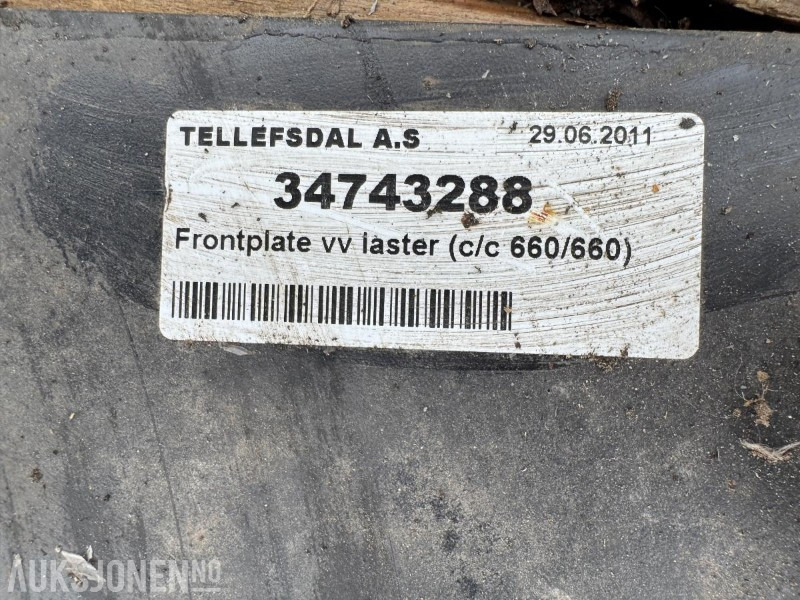 TELLEFSDAL A.S 29.06.2011
34743288
Frontplate vv laster (c/c 660/660)
AUKSJONEN.NO